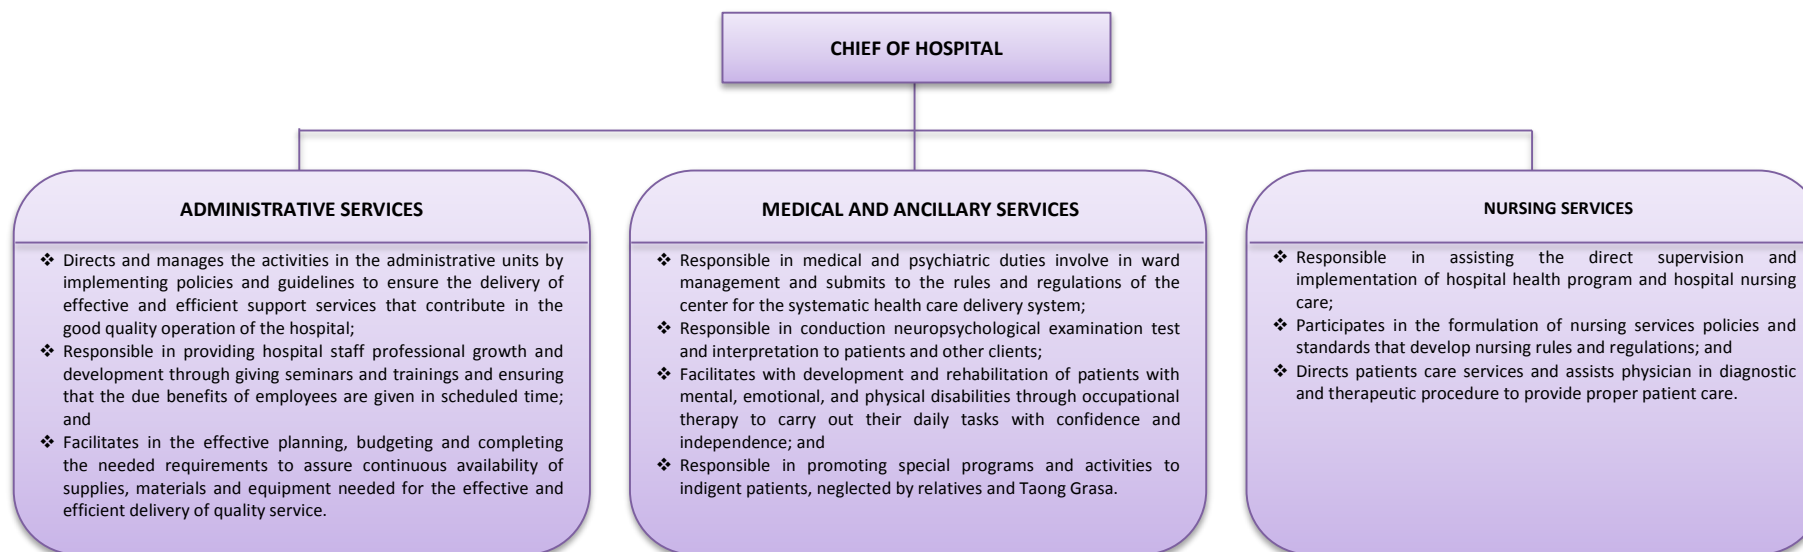 CHIEF OF HOSPITAL
ADMINISTRATIVE SERVICES
❖ Directs and manages the activities in the administrative units by
implementing policies and guidelines to ensure the delivery of
effective and efficient support services that contribute in the
good quality operation of the hospital;
❖ Responsible in providing hospital staff professional growth and
development through giving seminars and trainings and ensuring
that the due benefits of employees are given in scheduled time;
and
❖ Facilitates in the effective planning, budgeting and completing
the needed requirements to assure continuous availability of
supplies, materials and equipment needed for the effective and
efficient delivery of quality service.
MEDICAL AND ANCILLARY SERVICES
❖ Responsible in medical and psychiatric duties involve in ward
management and submits to the rules and regulations of the
center for the systematic health care delivery system;
❖ Responsible in conduction neuropsychological examination test
and interpretation to patients and other clients;
❖ Facilitates with development and rehabilitation of patients with
mental, emotional, and physical disabilities through occupational
therapy to carry out their daily tasks with confidence and
independence; and
❖ Responsible in promoting special programs and activities to
indigent patients, neglected by relatives and Taong Grasa.
NURSING SERVICES
❖ Responsible in assisting the direct supervision and
implementation of hospital health program and hospital nursing
care;
❖ Participates in the formulation of nursing services policies and
standards that develop nursing rules and regulations; and
❖ Directs patients care services and assists physician in diagnostic
and therapeutic procedure to provide proper patient care.